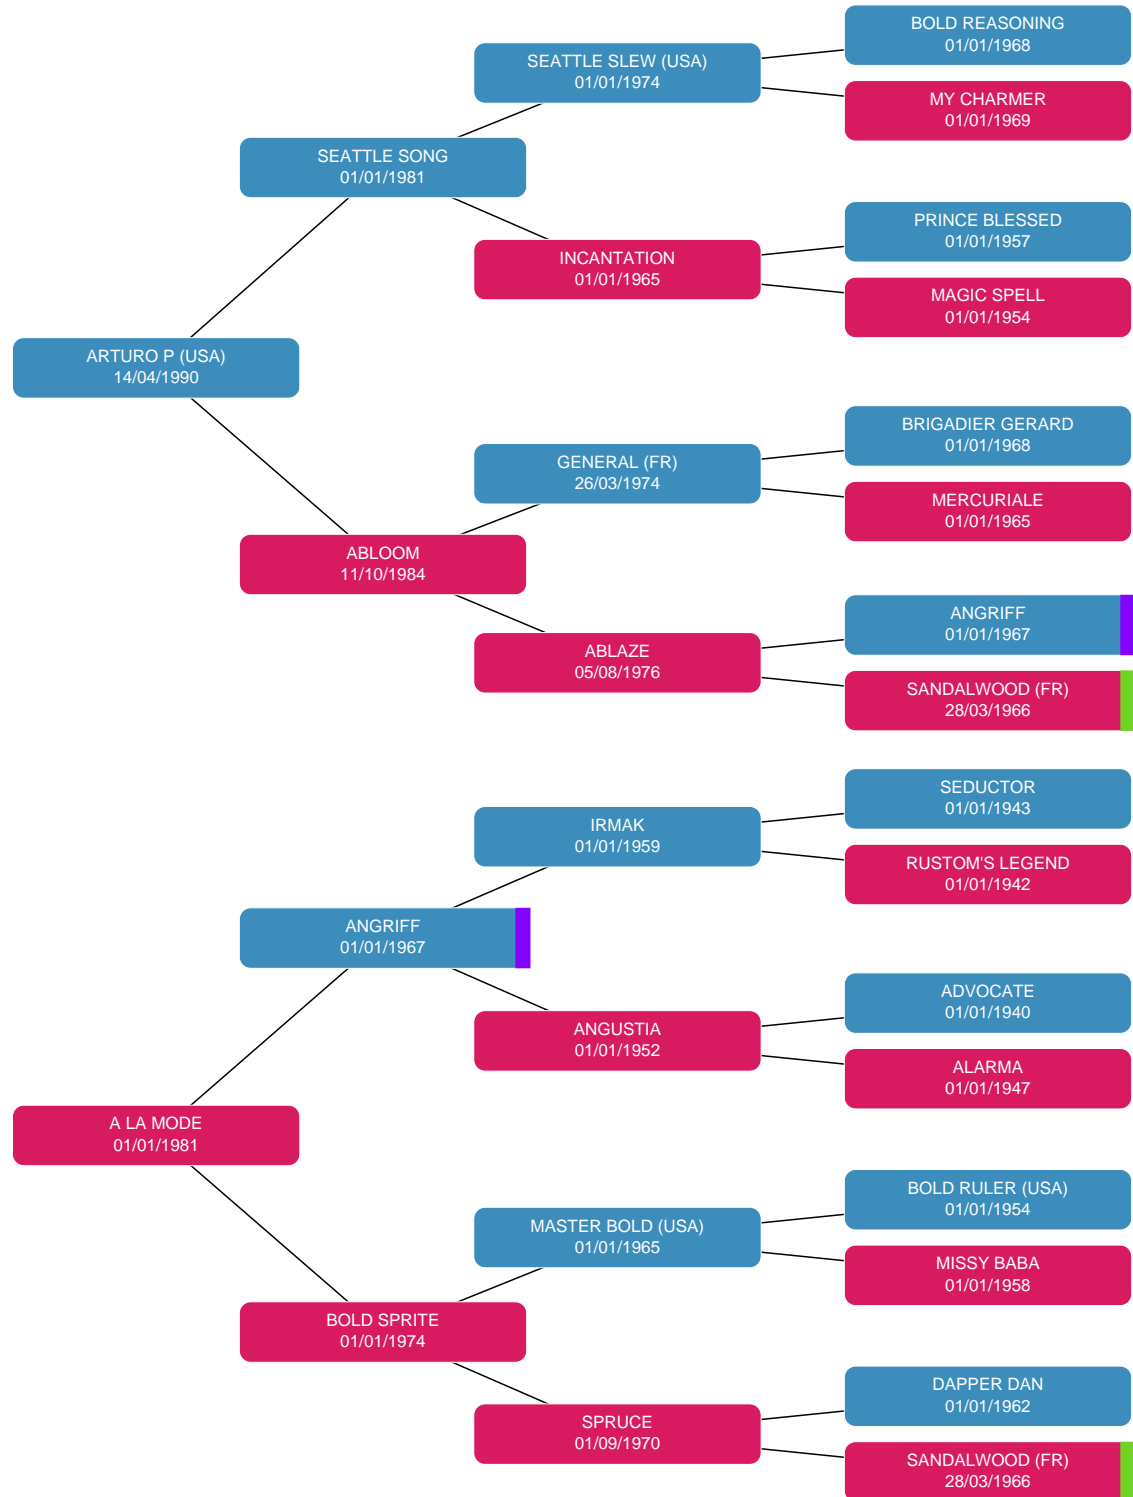 BOLD REASONING
01/01/1968
SEATTLE SLEW (USA)
01/01/1974
MY CHARMER
01/01/1969
SEATTLE SONG
01/01/1981
PRINCE BLESSED
01/01/1957
INCANTATION
01/01/1965
MAGIC SPELL
01/01/1954
ARTURO P (USA)
14/04/1990
BRIGADIER GERARD
01/01/1968
GENERAL (FR)
26/03/1974
MERCURIALE
01/01/1965
ABLOOM
11/10/1984
ANGRIFF
01/01/1967
ABLAZE
05/08/1976
SANDALWOOD (FR)
28/03/1966
SEDUCTOR
01/01/1943
IRMAK
01/01/1959
RUSTOM'S LEGEND
01/01/1942
ANGRIFF
01/01/1967
ADVOCATE
01/01/1940
ANGUSTIA
01/01/1952
ALARMA
01/01/1947
A LA MODE
01/01/1981
BOLD RULER (USA)
01/01/1954
MASTER BOLD (USA)
01/01/1965
MISSY BABA
01/01/1958
BOLD SPRITE
01/01/1974
DAPPER DAN
01/01/1962
SPRUCE
01/09/1970
SANDALWOOD (FR)
28/03/1966